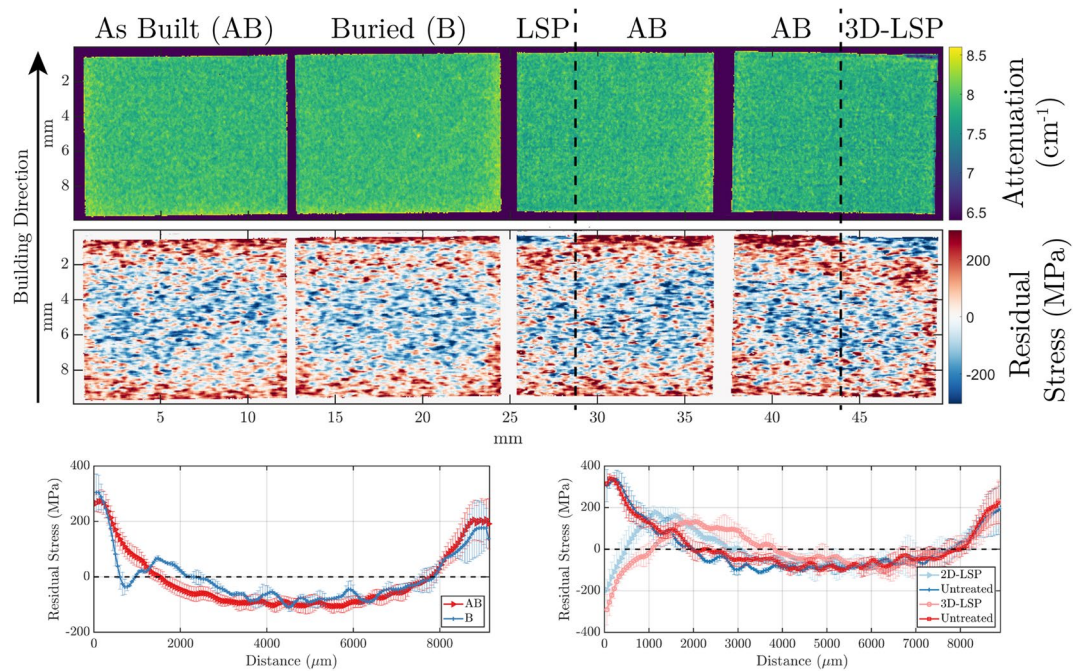 As Built (AB) Buried (B) LSP AB AB 3D-LSP
Building Direction
mm
2
4
6
8
8.5
8
7.5
7
6.5
Attenuation
(cm-1)
mm
2
4
6
8
5 10 15 20 25 30 35 40 45
mm
200
100
0
-100
-200
Residual
Stress (MPa)
Residual Stress (MPa)
400
200
0
-200
0 2000 4000 6000 8000
Distance (μm)
AB
B
Residual Stress (MPa)
400
200
0
-200
-400
0 1000 2000 3000 4000 5000 6000 7000 8000
Distance (μm)
2D-LSP
Untreated
3D-LSP
Untreated